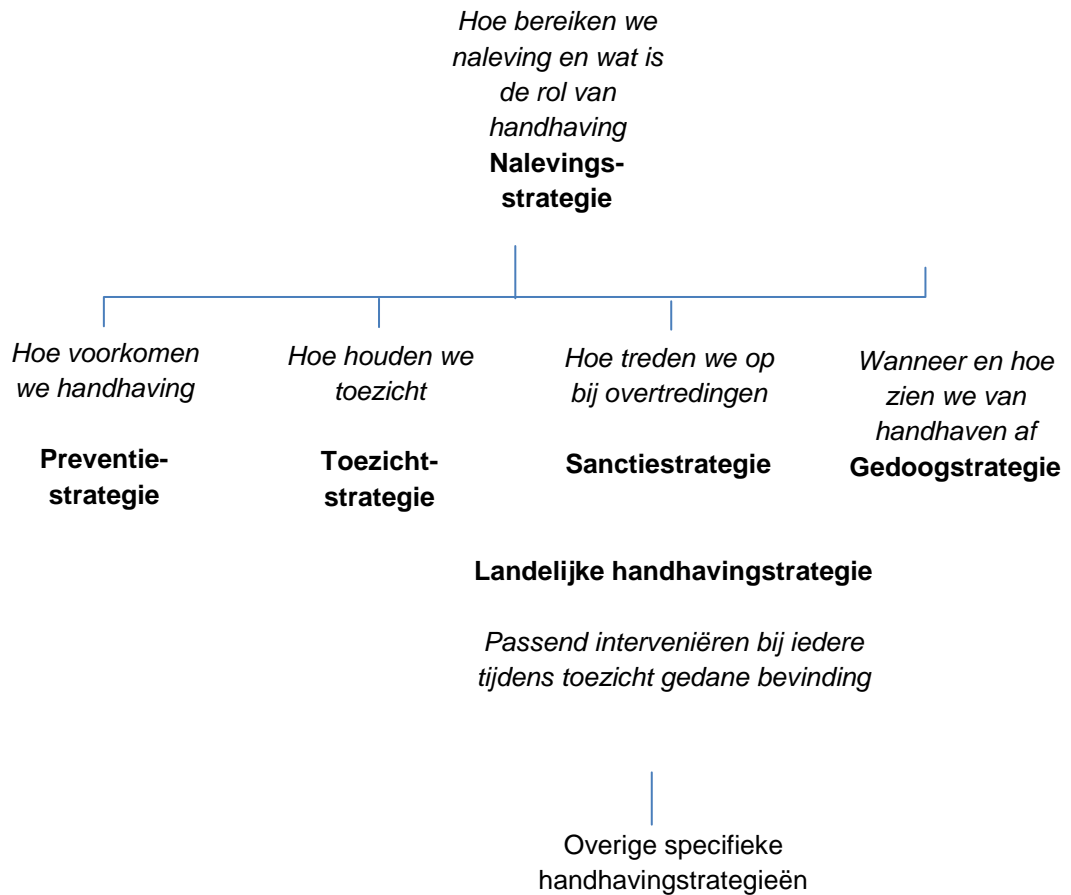 Hoe bereiken we
naleving en wat is
de rol van
handhaving
Nalevings-
strategie
Hoe voorkomen
we handhaving
Preventie-
strategie
Hoe houden we
toezicht
Toezicht-
strategie
Hoe treden we op
bij overtredingen
Sanctiestrategie
Wanneer en hoe
zien we van
handhaven af
Gedoogstrategie
Landelijke handhavingstrategie
Passend interveniëren bij iedere
tijdens toezicht gedane bevinding
Overige specifieke
handhavingstrategieën